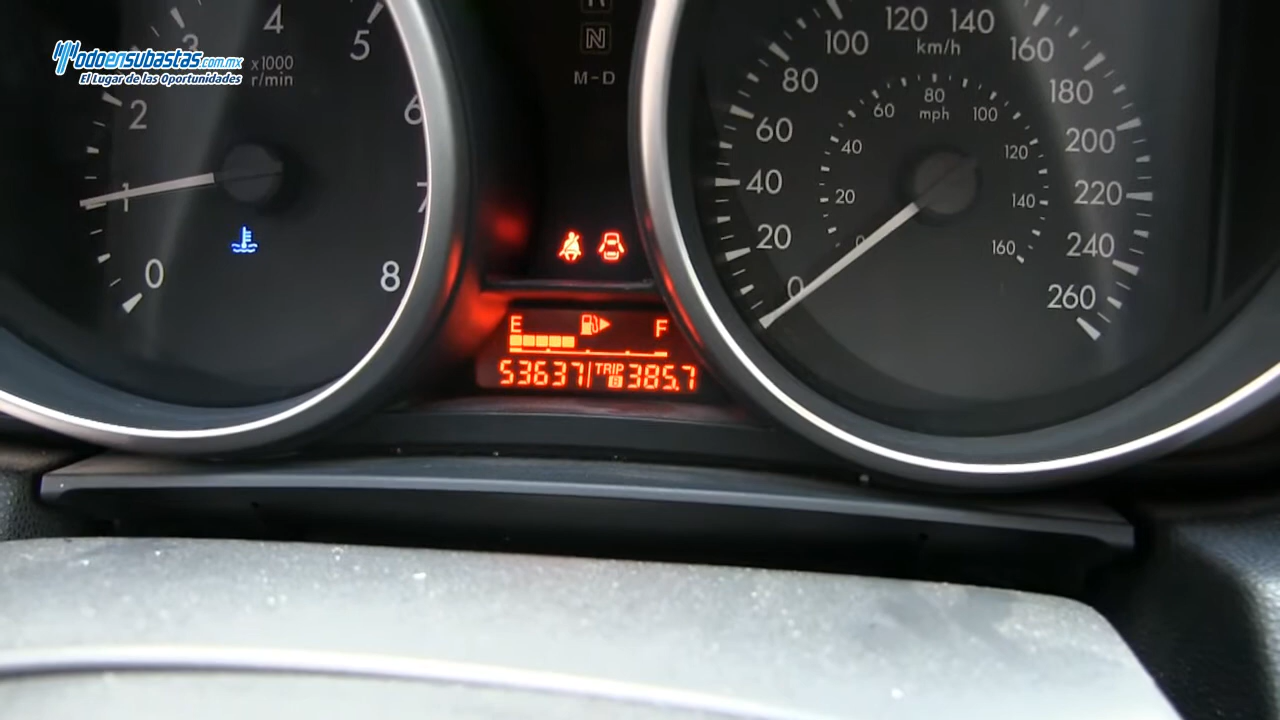 Todoensubastas.com.mx
El Lugar de las Oportunidades
0
1
2
3
4
5
6
7
8
x1000
r/min
N
M-D
E
F
53637
TRIP
B
385.7
0
20
40
60
80
100
120
140
160
180
200
220
240
260
km/h
0
20
40
60
80
100
120
140
160
mph